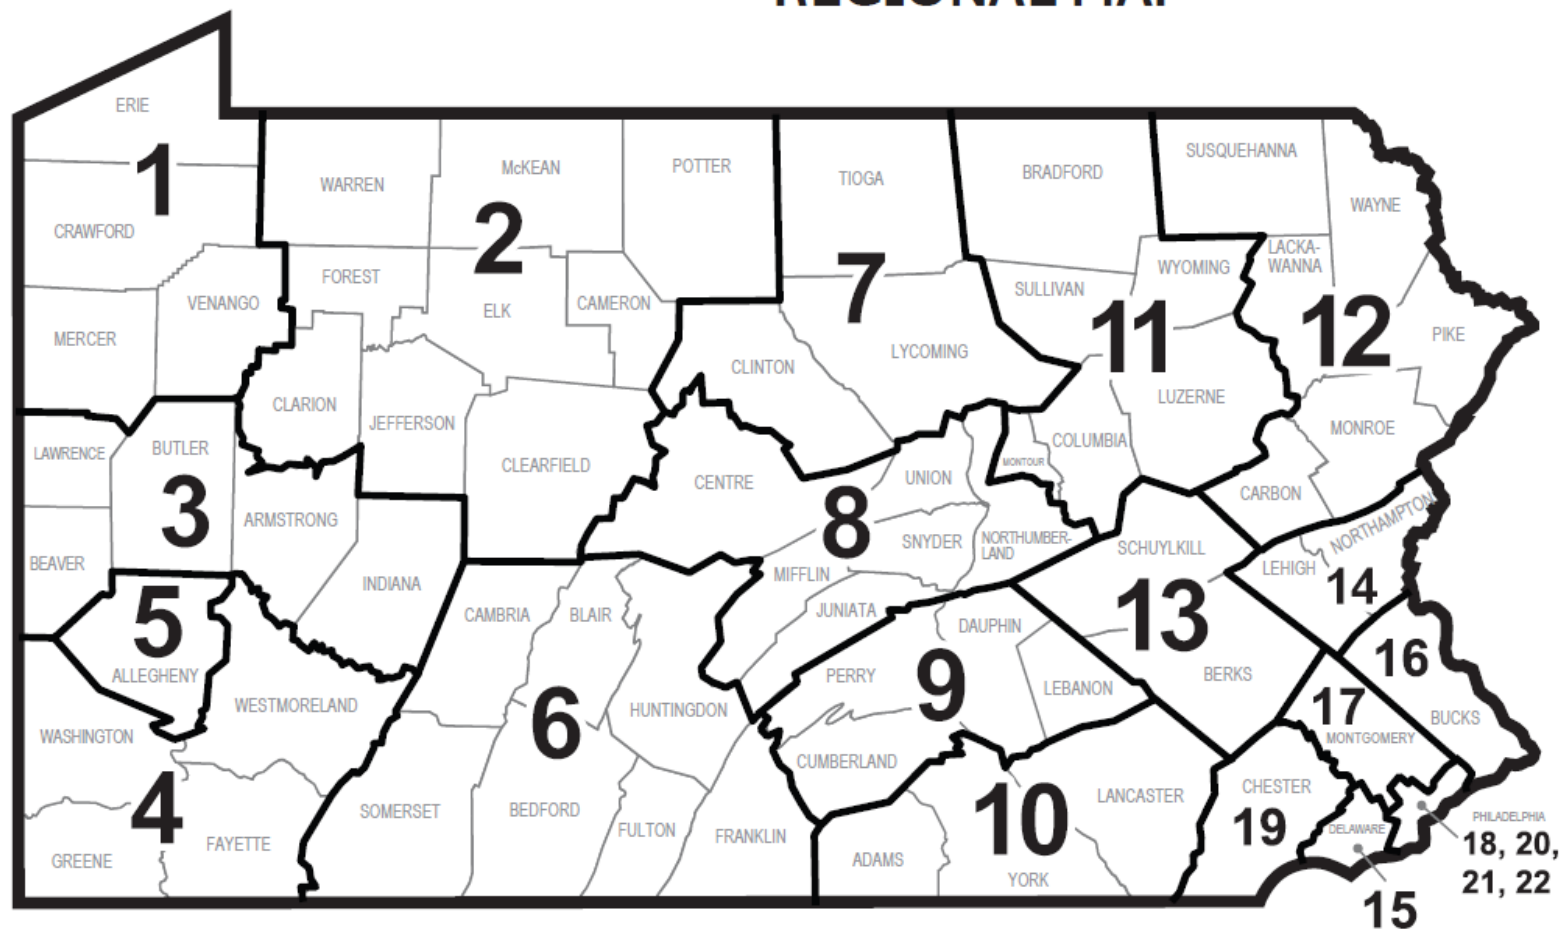 REGIONAL MAP
ERIE
1
CRAWFORD
MERCER
VENANGO
WARREN
McKEAN
POTTER
2
FOREST
ELK
CAMERON
CLARION
JEFFERSON
CLEARFIELD
TIOGA
7
CLINTON
LYCOMING
BRADFORD
SULLIVAN
WYOMING
11
LUZERNE
COLUMBIA
MONTOUR
SUSQUEHANNA
WAYNE
LACKA-
WANNA
12
PIKE
MONROE
CARBON
LAWRENCE
BUTLER
3
ARMSTRONG
BEAVER
INDIANA
5
ALLEGHENY
WASHINGTON
WESTMORELAND
4
GREENE
FAYETTE
CENTRE
UNION
8
SNYDER
NORTHUMBER-
LAND
MIFFLIN
JUNIATA
CAMBRIA
BLAIR
HUNTINGDON
6
SOMERSET
BEDFORD
FULTON
FRANKLIN
DAUPHIN
PERRY
9
LEBANON
CUMBERLAND
SCHUYLKILL
13
BERKS
NORTHAMPTON
LEHIGH
14
16
BUCKS
17
MONTGOMERY
10
LANCASTER
ADAMS
YORK
CHESTER
19
DELAWARE
15
PHILADELPHIA
18, 20,
21, 22